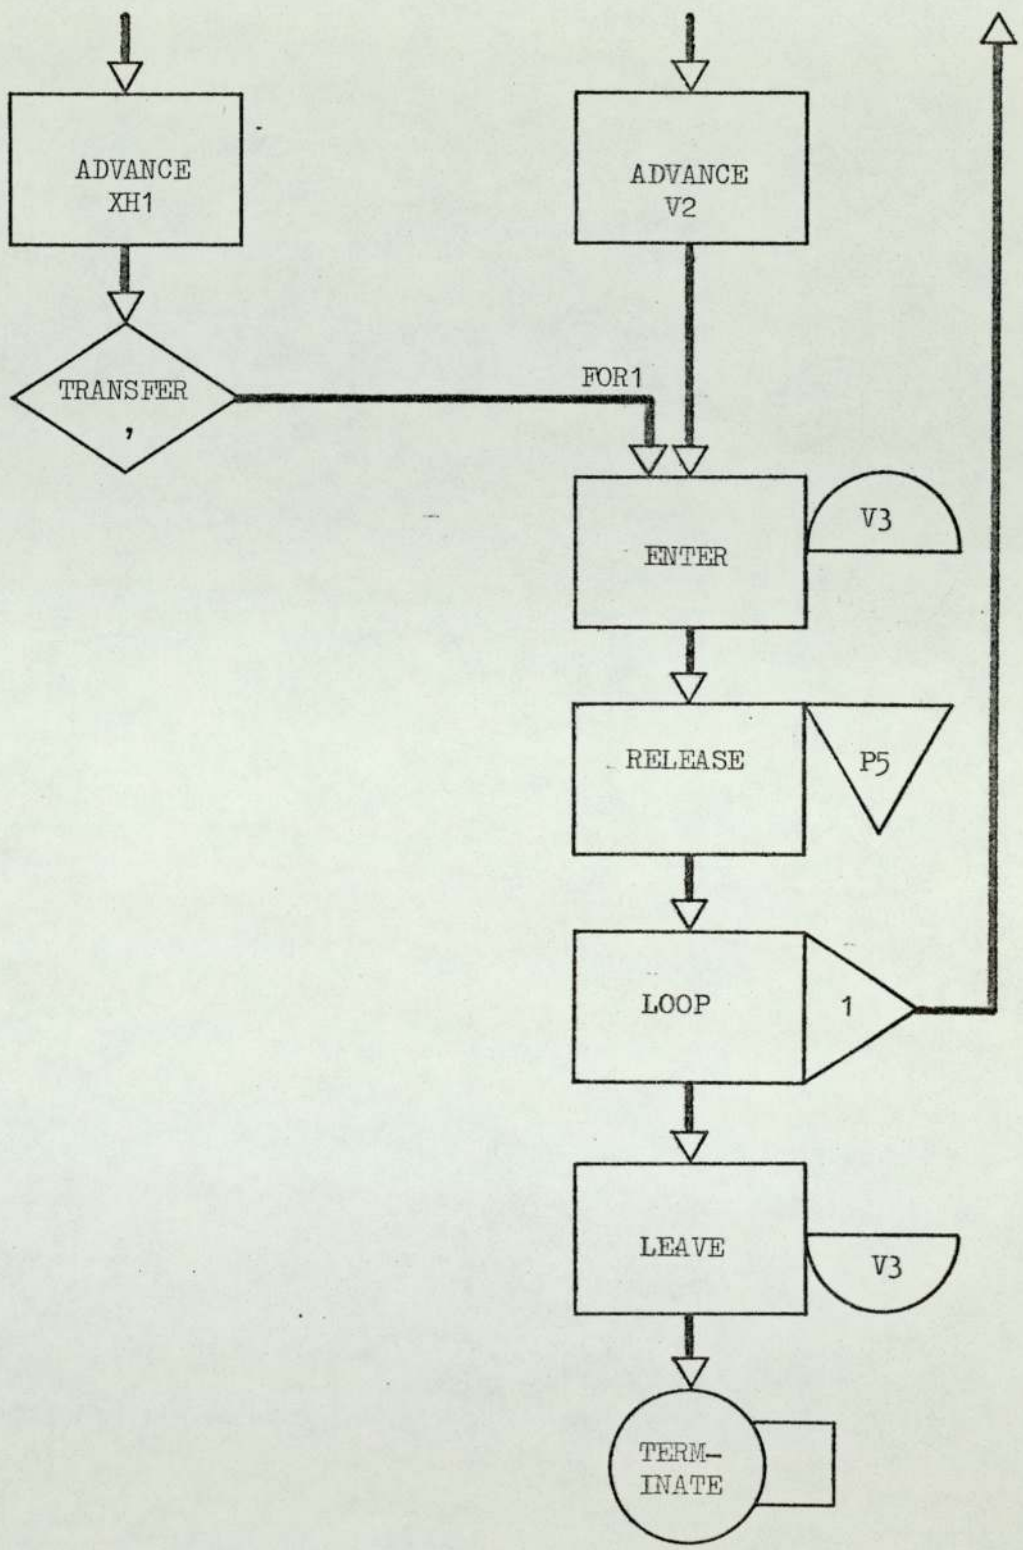 ADVANCE
XH1
ADVANCE
V2
TRANSFER
,
FOR1
ENTER
V3
RELEASE
P5
LOOP
1
LEAVE
V3
TERM-
INATE